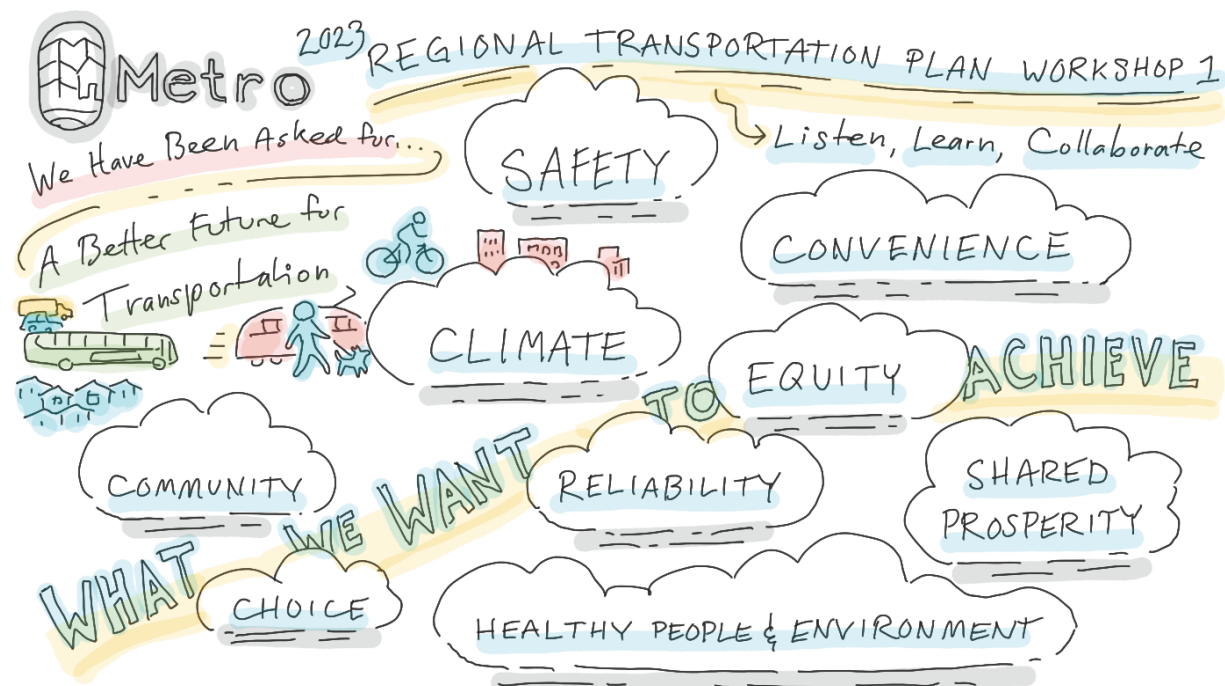 Metro
2023 REGIONAL TRANSPORTATION PLAN WORKSHOP 1
Listen, Learn, Collaborate
We Have Been Asked for...
A Better Future for
Transportation
SAFETY
CONVENIENCE
CLIMATE
EQUITY
COMMUNITY
RELIABILITY
SHARED
PROSPERITY
CHOICE
HEALTHY PEOPLE & ENVIRONMENT
WHAT WE WANT TO ACHIEVE